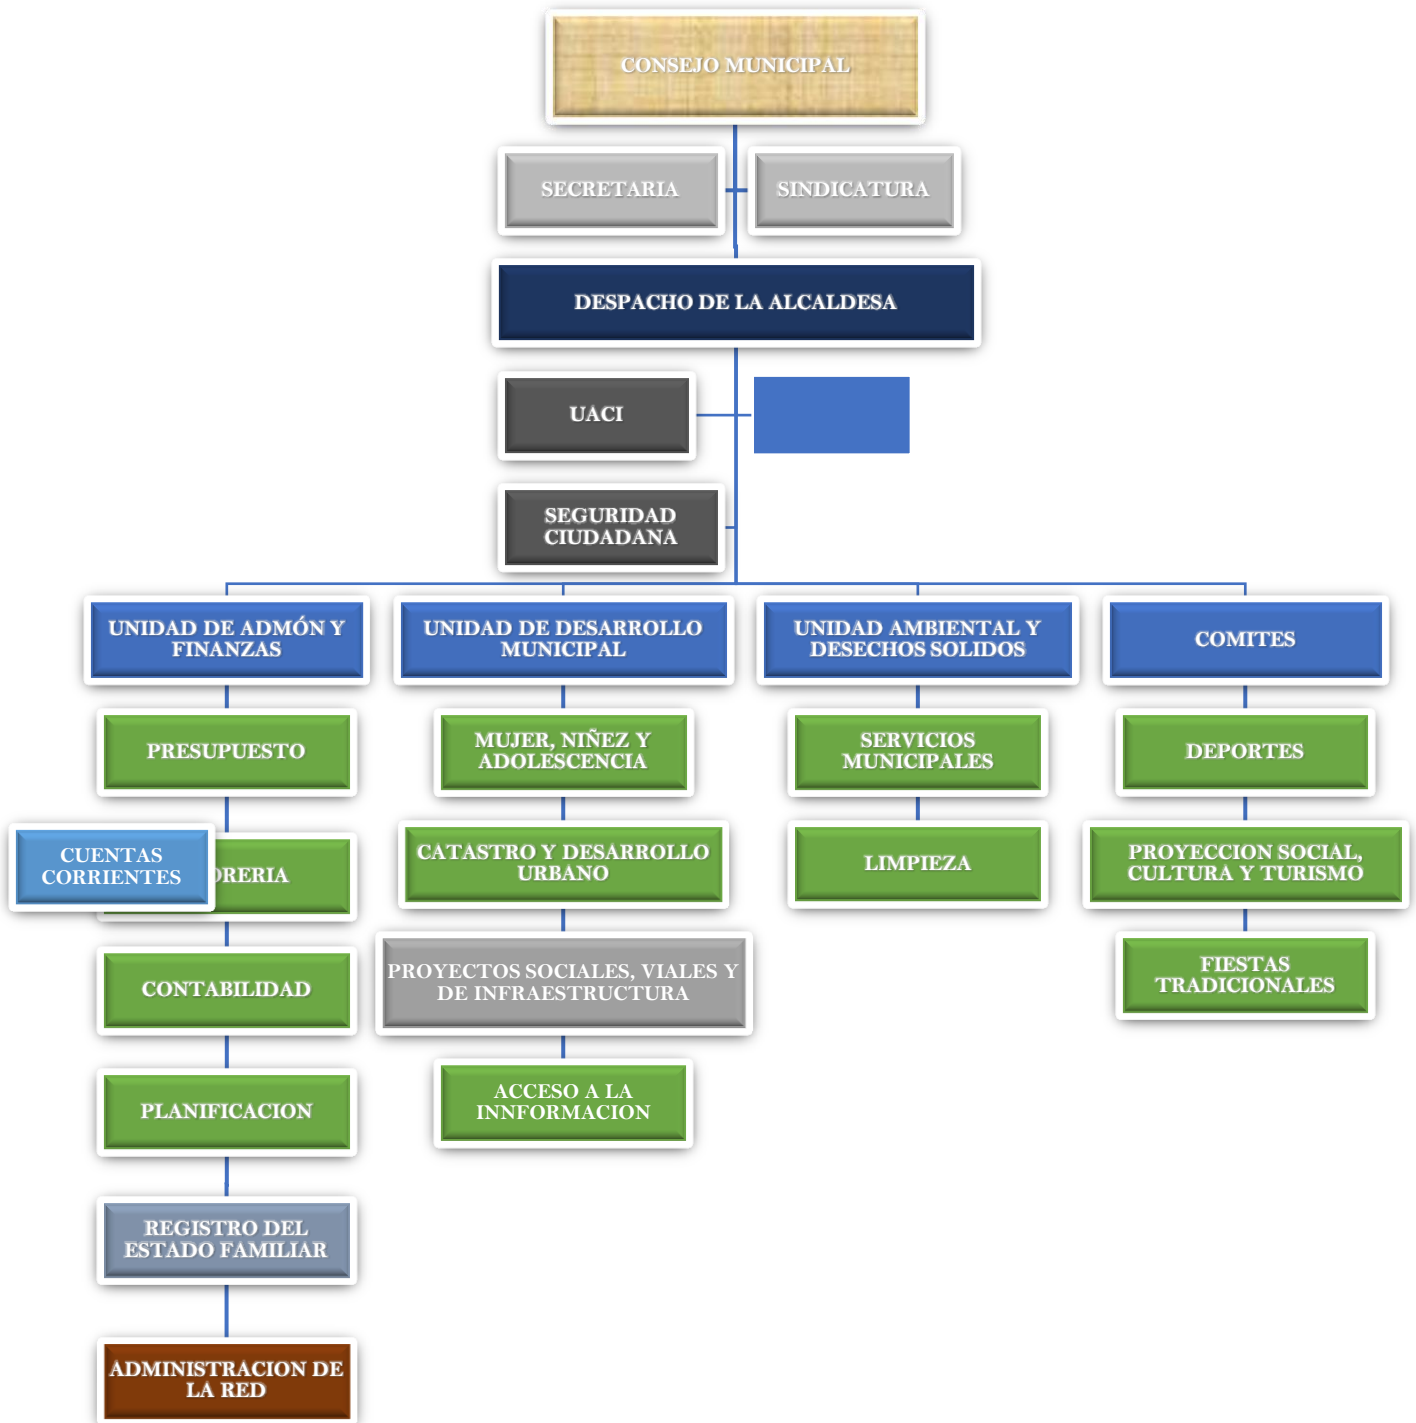 CONSEJO MUNICIPAL
SECRETARIA
SINDICATURA
DESPACHO DE LA ALCALDESA
UACI
SEGURIDAD
CIUDADANA
UNIDAD DE ADMÓN Y
FINANZAS
UNIDAD DE DESARROLLO
MUNICIPAL
UNIDAD AMBIENTAL Y
DESECHOS SOLIDOS
COMITES
PRESUPUESTO
MUJER, NIÑEZ Y
ADOLESCENCIA
SERVICIOS
MUNICIPALES
DEPORTES
CUENTAS
CORRIENTES
CATASTRO Y DESARROLLO
URBANO
LIMPIEZA
PROYECCION SOCIAL,
CULTURA Y TURISMO
CONTABILIDAD
PROYECTOS SOCIALES, VIALES Y
DE INFRAESTRUCTURA
FIESTAS
TRADICIONALES
PLANIFICACION
ACCESO A LA
INNFORMACION
REGISTRO DEL
ESTADO FAMILIAR
ADMINISTRACION DE
LA RED